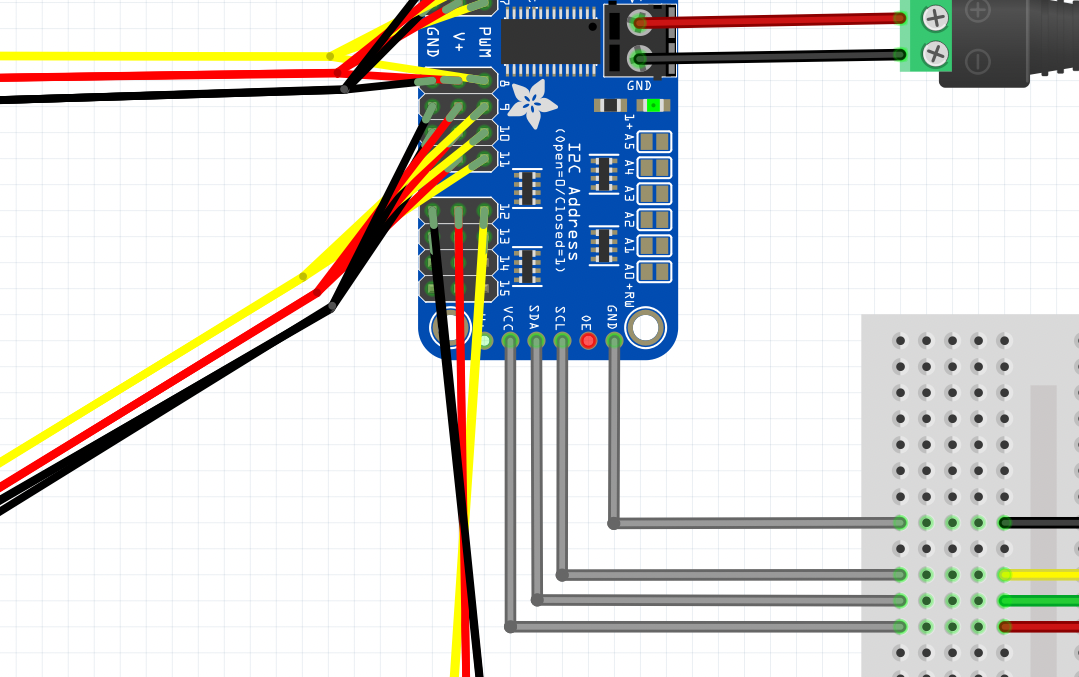 GND
V+
PWM
GND
8
9
10
11
12
13
14
15
I2C Address
(Open=0/Closed=1)
1+
A5
A4
A3
A2
A1
A0
+RW
VCC
SDA
SCL
OE
GND